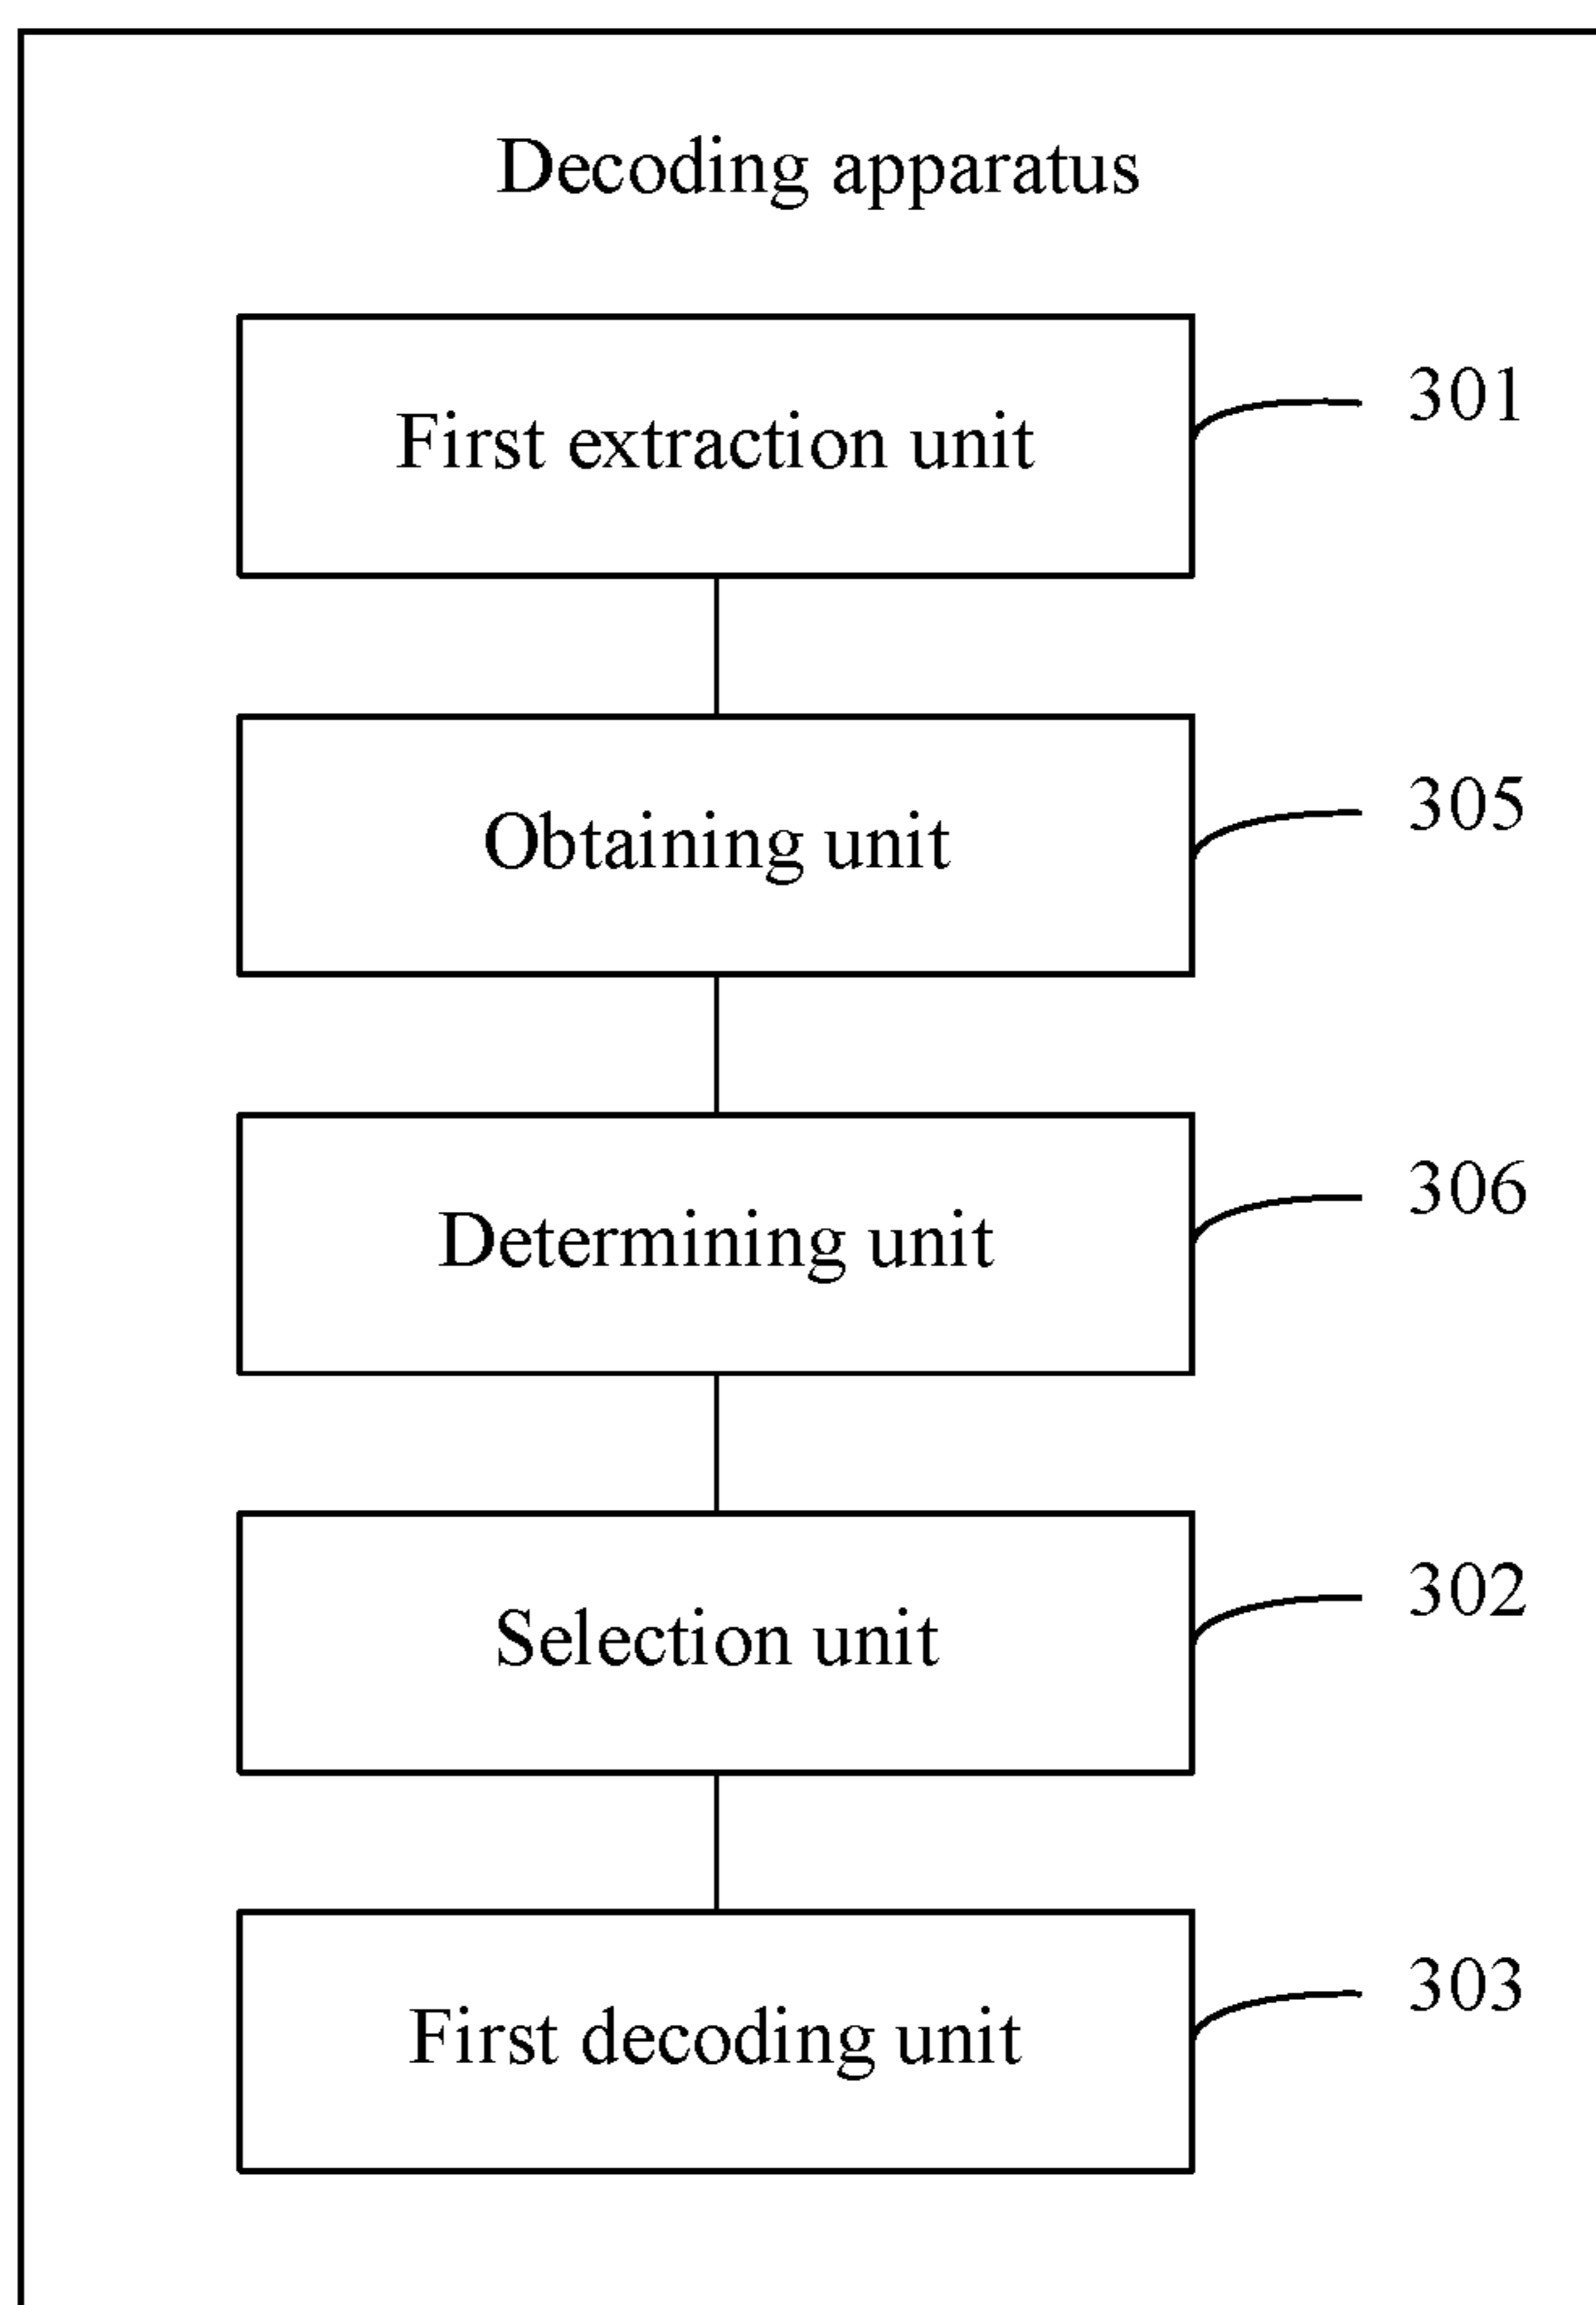 Decoding apparatus
First extraction unit
301
Obtaining unit
305
Determining unit
306
Selection unit
302
First decoding unit
303